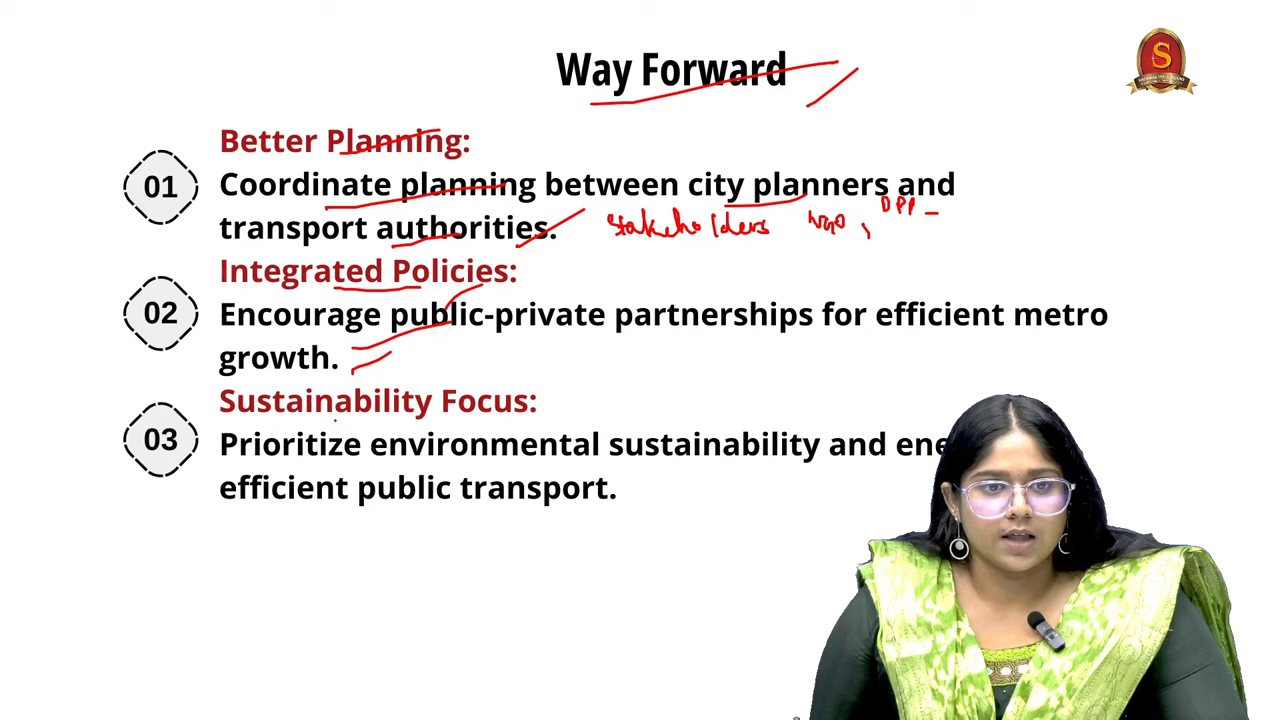 Way Forward
S
01
Better Planning:
Coordinate planning between city planners and
transport authorities.
stakeholders NGO,
02
Integrated Policies:
Encourage public-private partnerships for efficient metro
growth.
03
Sustainability Focus:
Prioritize environmental sustainability and ene
efficient public transport.